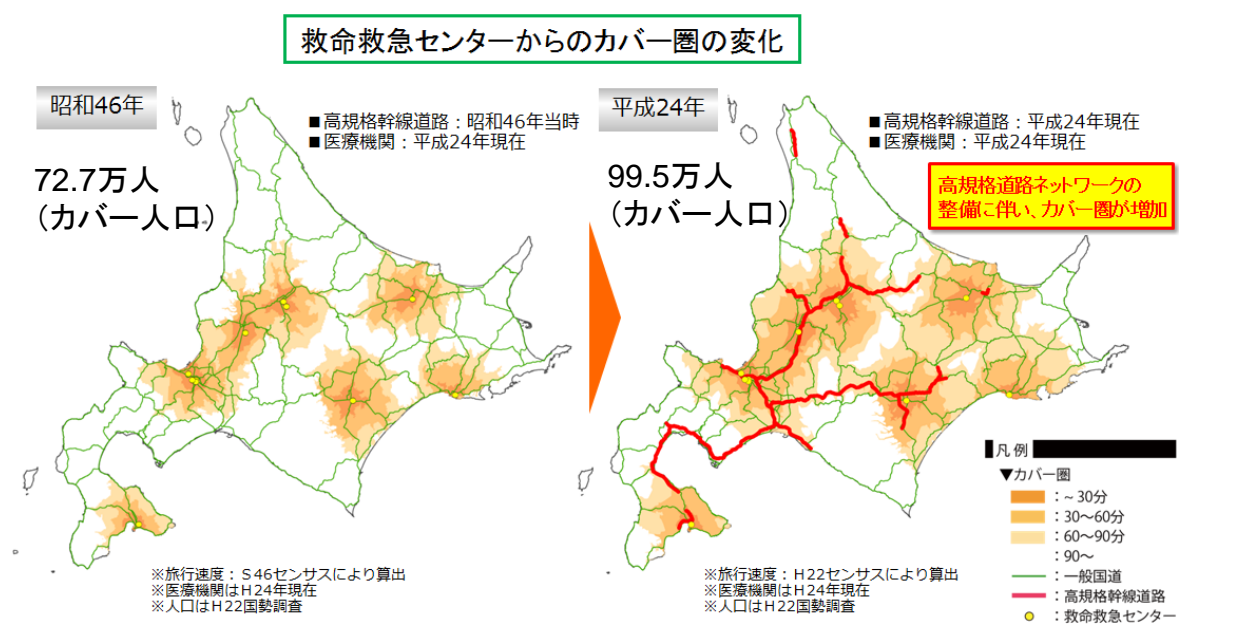 救命救急センターからのカバー圏の変化
昭和46年
■高規格幹線道路：昭和46年当時
■医療機関：平成24年現在
72.7万人
（カバー人口）
※旅行速度：Ｓ46センサスにより算出
※医療機関はＨ24年現在
※人口はＨ22国勢調査
平成24年
■高規格幹線道路：平成24年現在
■医療機関：平成24年現在
99.5万人
（カバー人口）
高規格道路ネットワークの
整備に伴い、カバー圏が増加
凡例
▼カバー圏
：～30分
：30～60分
：60～90分
：90～
：一般国道
：高規格幹線道路
：救命救急センター
※旅行速度：Ｈ22センサスにより算出
※医療機関はＨ24年現在
※人口はＨ22国勢調査